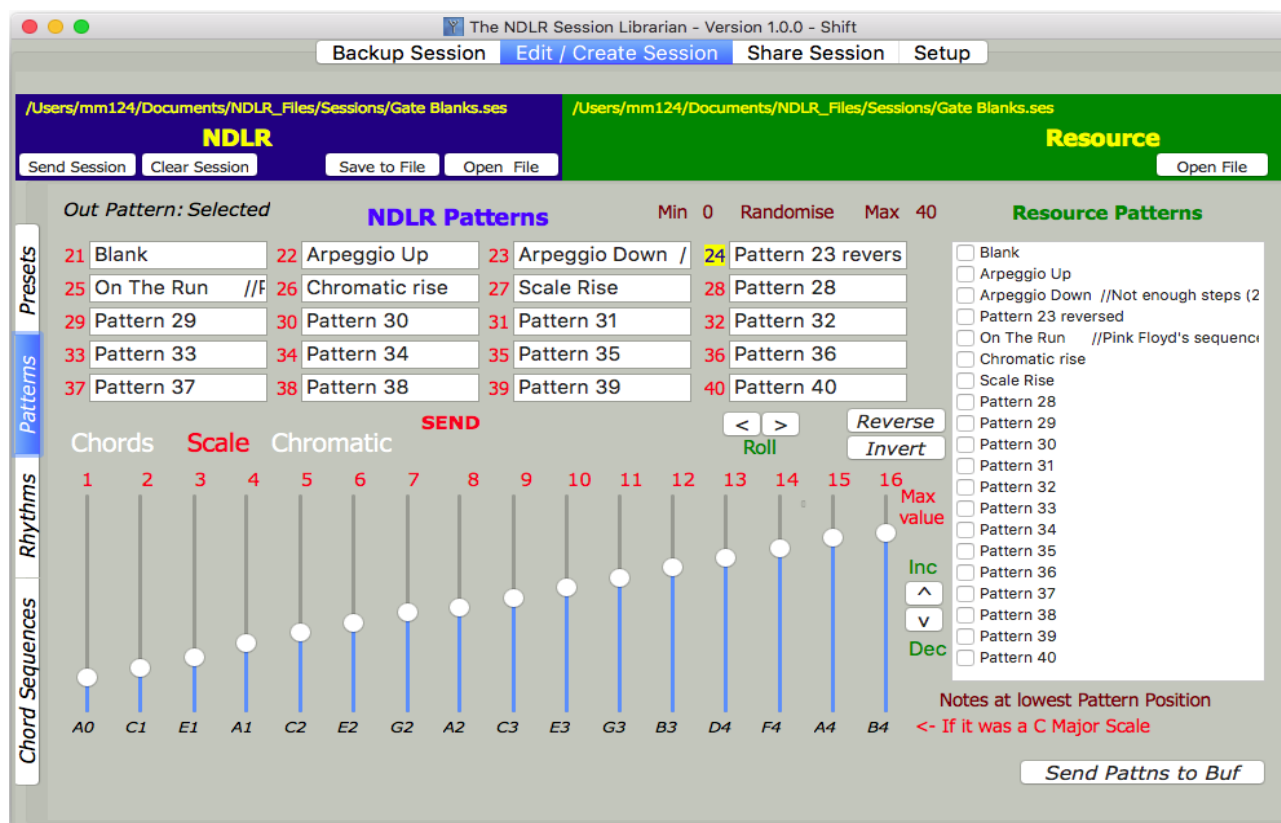 The NDLR Session Librarian - Version 1.0.0 - Shift
Backup Session Edit / Create Session Share Session Setup
/Users/mm124/Documents/NDLR_Files/Sessions/Gate Blanks.ses
NDLR
Send Session Clear Session Save to File Open File
/Users/mm124/Documents/NDLR_Files/Sessions/Gate Blanks.ses
Resource
Open File
Presets
Patterns
Rhythms
Chord Sequences
Out Pattern: Selected NDLR Patterns Min 0 Randomise Max 40
21 Blank 22 Arpeggio Up 23 Arpeggio Down / 24 Pattern 23 revers
25 On The Run //F 26 Chromatic rise 27 Scale Rise 28 Pattern 28
29 Pattern 29 30 Pattern 30 31 Pattern 31 32 Pattern 32
33 Pattern 33 34 Pattern 34 35 Pattern 35 36 Pattern 36
37 Pattern 37 38 Pattern 38 39 Pattern 39 40 Pattern 40
SEND < > Reverse
Chords Scale Chromatic Roll Invert
1 2 3 4 5 6 7 8 9 10 11 12 13 14 15 16
Max
value
Inc
^
v
Dec
A0 C1 E1 A1 C2 E2 G2 A2 C3 E3 G3 B3 D4 F4 A4 B4
Resource Patterns
Blank
Arpeggio Up
Arpeggio Down //Not enough steps (2
Pattern 23 reversed
On The Run //Pink Floyd's sequence
Chromatic rise
Scale Rise
Pattern 28
Pattern 29
Pattern 30
Pattern 31
Pattern 32
Pattern 33
Pattern 34
Pattern 35
Pattern 36
Pattern 37
Pattern 38
Pattern 39
Pattern 40
Notes at lowest Pattern Position
<- If it was a C Major Scale
Send Pattns to Buf